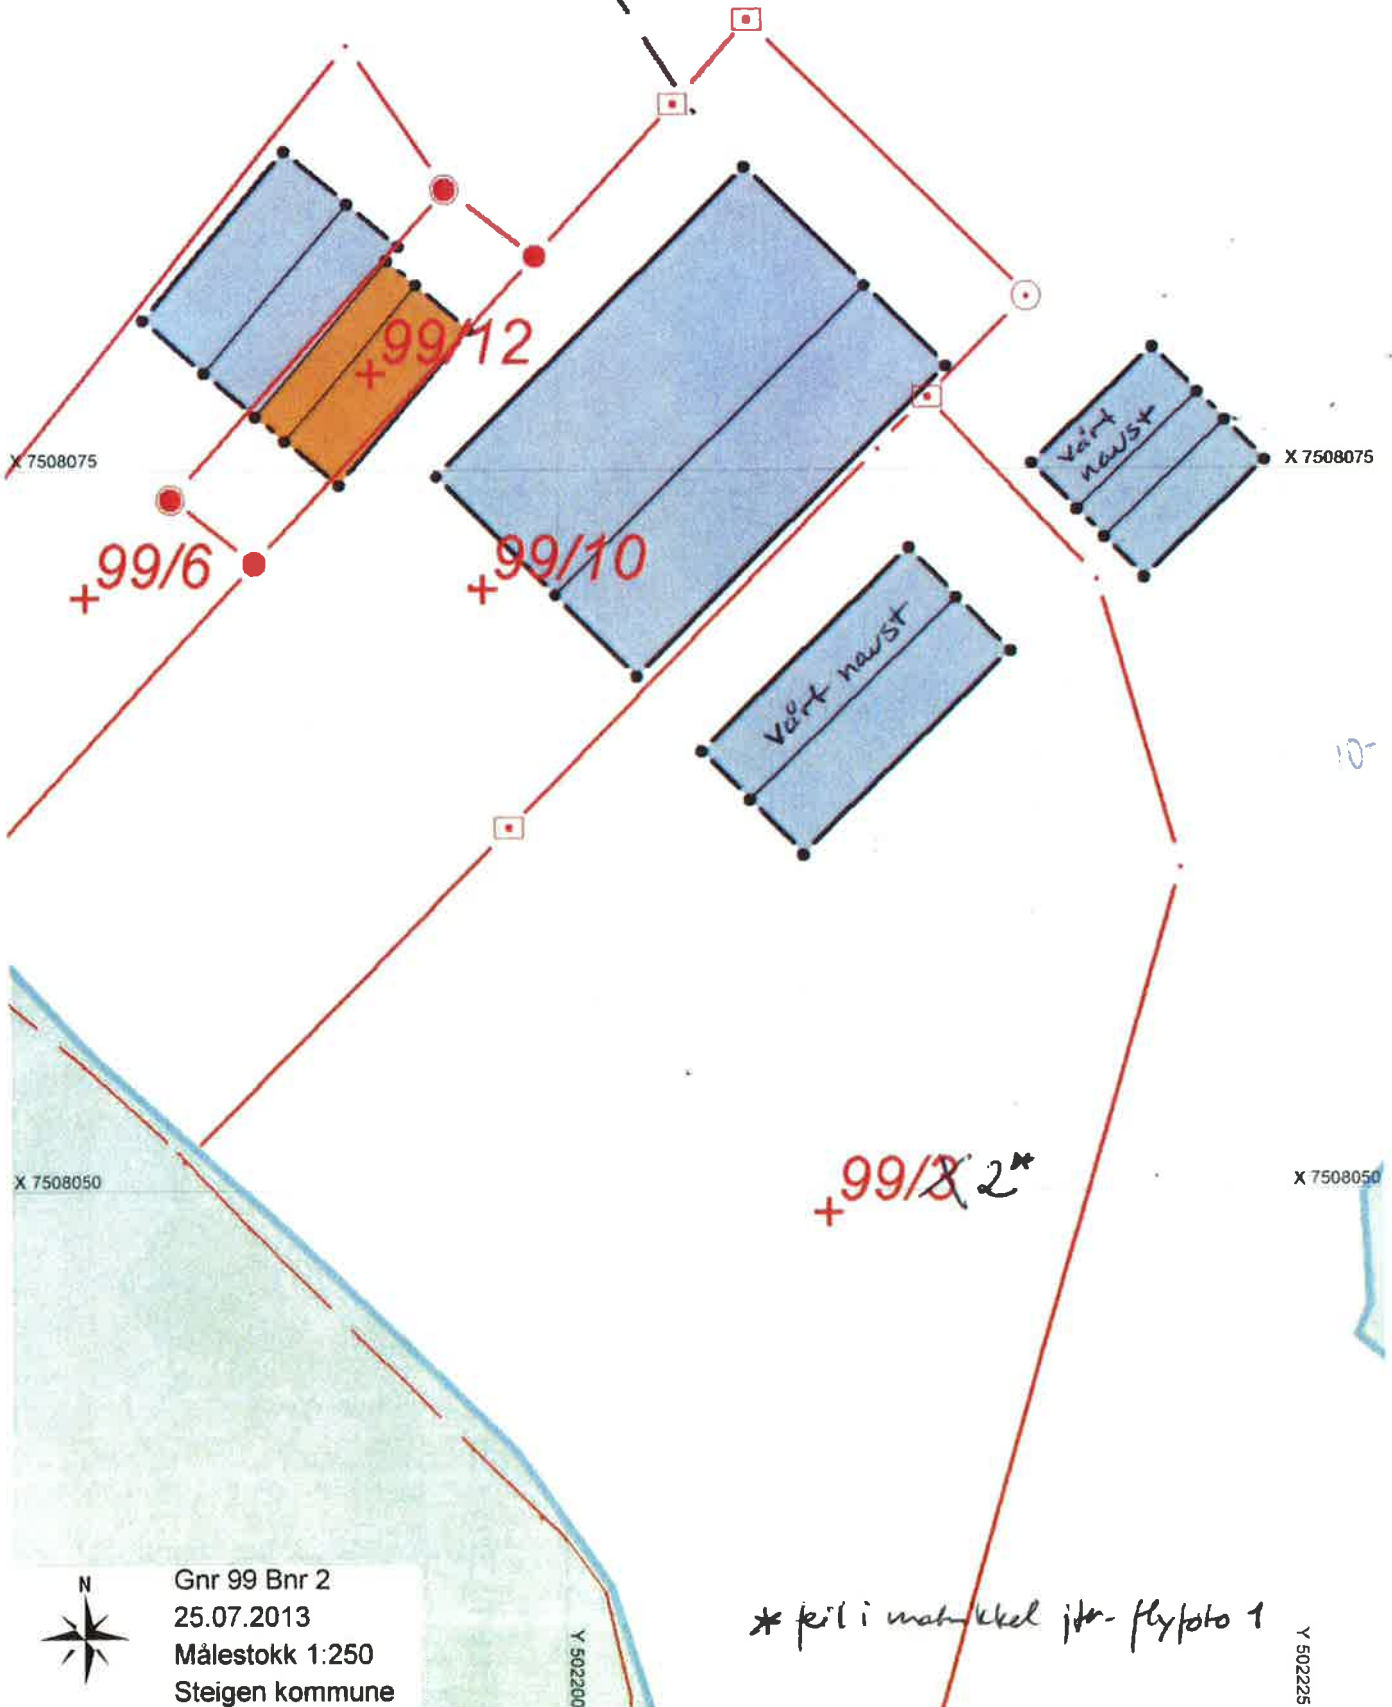 99/12
vårt
naust
X 7508075
X 7508075
99/6
99/10
vårt naust
10-
X 7508050
99/3 2*
X 7508050
N
Gnr 99 Bnr 2
25.07.2013
Målestokk 1:250
Steigen kommune
Y 502200
* feil i matrikkel jfr. flyfoto 1
Y 502225